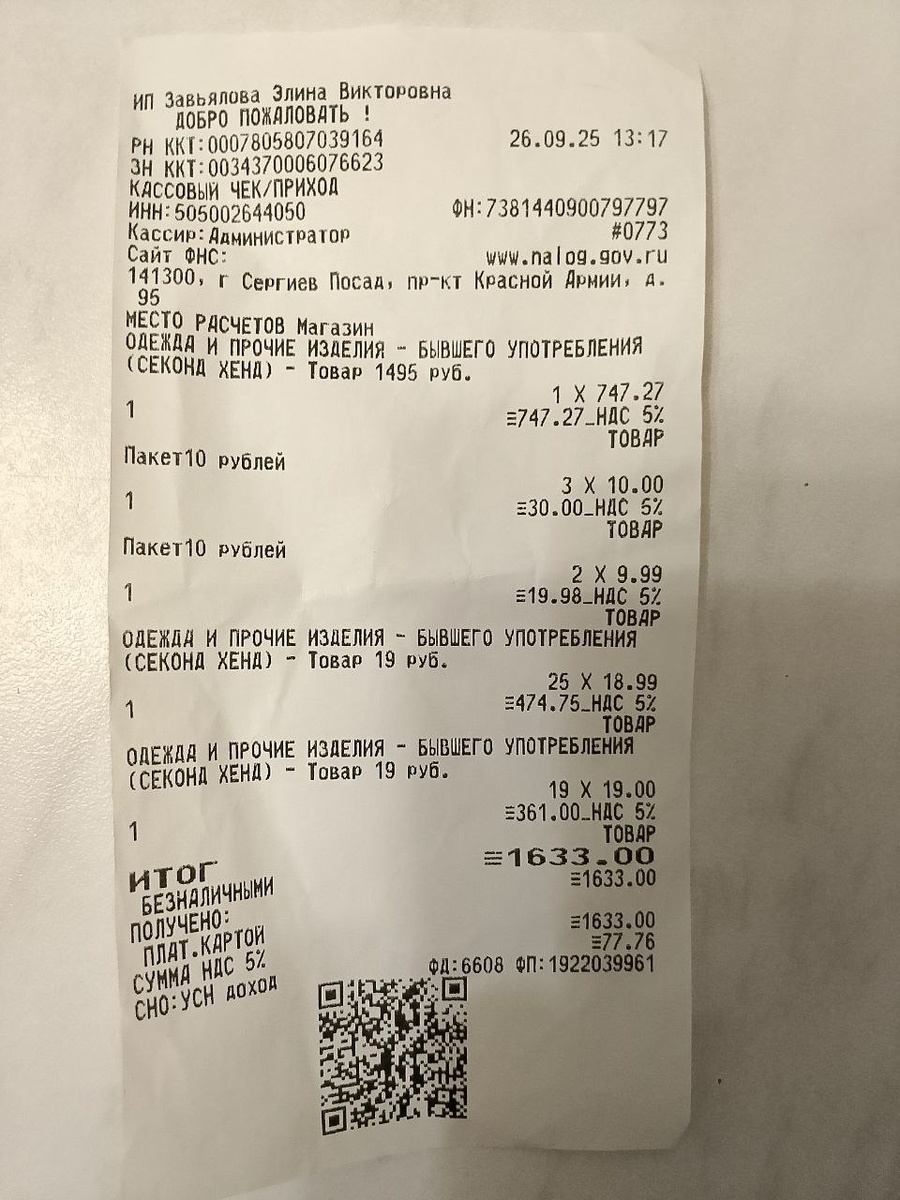 ИП Завьялова Элина Викторовна
ДОБРО ПОЖАЛОВАТЬ !
РН ККТ:0007805807039164 26.09.25 13:17
ЗН ККТ:0034370006076623
КАССОВЫЙ ЧЕК/ПРИХОД
ИНН:505002644050 ФН:7381440900797797
Кассир:Администратор #0773
Сайт ФНС: www.nalog.gov.ru
141300, г Сергиев Посад, пр-кт Красной Армии, д.
95
МЕСТО РАСЧЕТОВ Магазин
ОДЕЖДА И ПРОЧИЕ ИЗДЕЛИЯ - БЫВШЕГО УПОТРЕБЛЕНИЯ
(СЕКОНД ХЕНД) - Товар 1495 руб.
1 X 747.27
1 ≡747.27_НДС 5%
ТОВАР
Пакет10 рублей
3 X 10.00
1 ≡30.00_НДС 5%
ТОВАР
Пакет10 рублей
2 X 9.99
1 ≡19.98_НДС 5%
ТОВАР
ОДЕЖДА И ПРОЧИЕ ИЗДЕЛИЯ - БЫВШЕГО УПОТРЕБЛЕНИЯ
(СЕКОНД ХЕНД) - Товар 19 руб.
25 X 18.99
1 ≡474.75_НДС 5%
ТОВАР
ОДЕЖДА И ПРОЧИЕ ИЗДЕЛИЯ - БЫВШЕГО УПОТРЕБЛЕНИЯ
(СЕКОНД ХЕНД) - Товар 19 руб.
19 X 19.00
1 ≡361.00_НДС 5%
ТОВАР
ИТОГ ≡1633.00
БЕЗНАЛИЧНЫМИ ≡1633.00
ПОЛУЧЕНО:
ПЛАТ.КАРТОЙ ≡1633.00
СУММА НДС 5% ≡77.76
СНО:УСН доход ФД:6608 ФП:1922039961